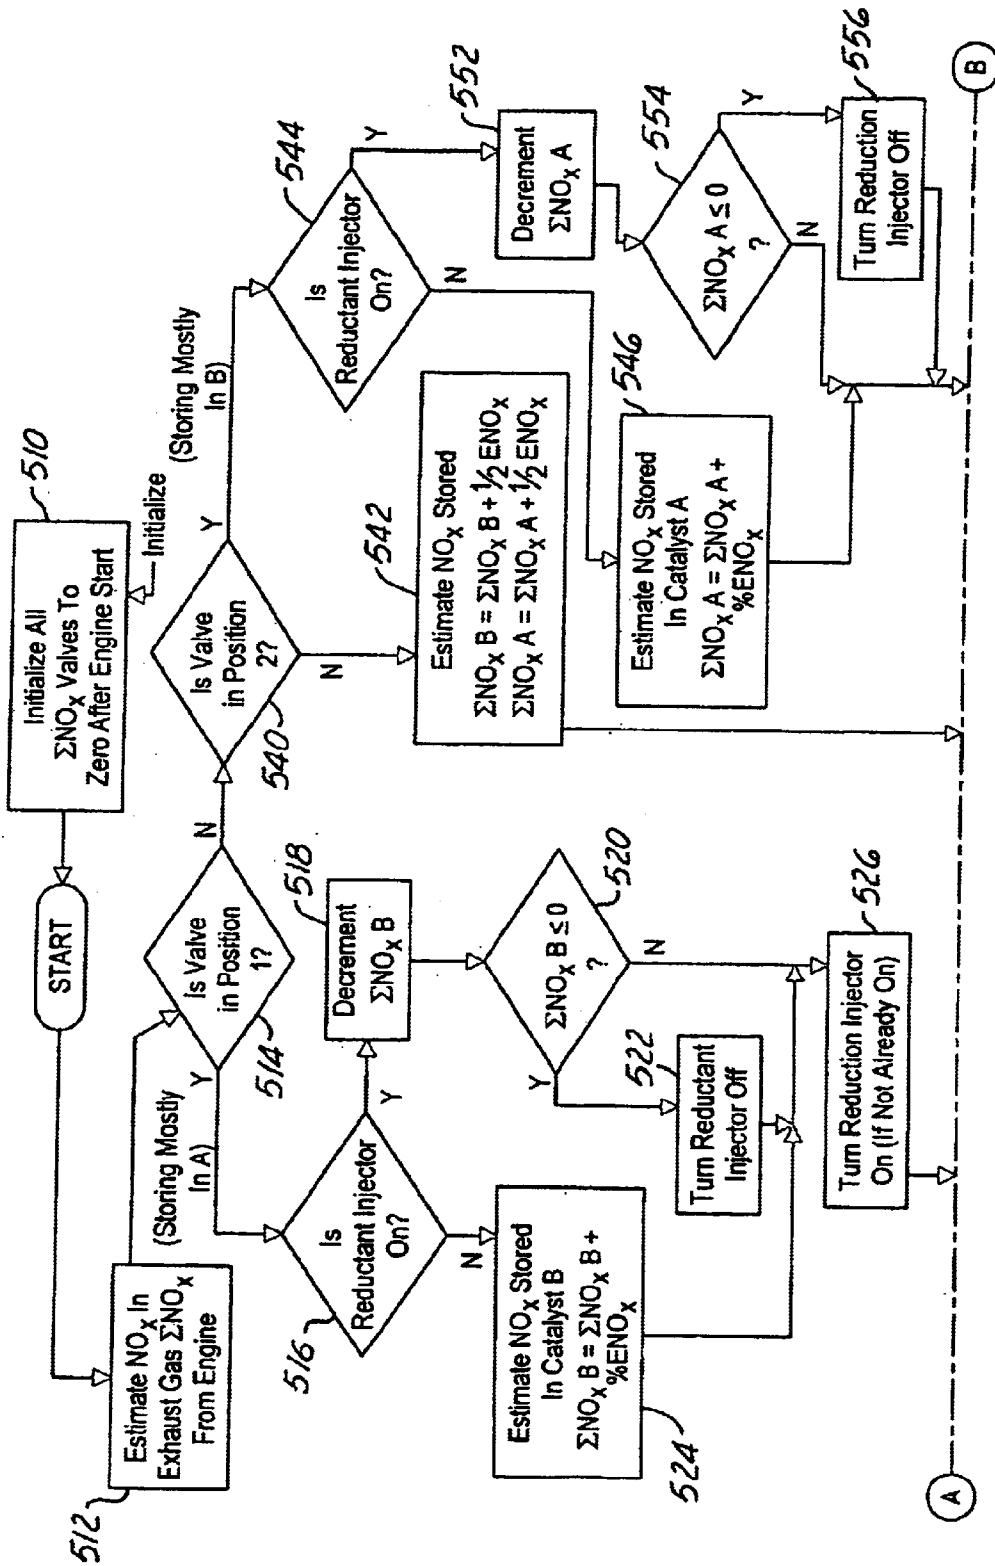 510
Initialize All
ΣNOx Valves To
Zero After Engine Start
Initialize
START
512
Estimate NOx In
Exhaust Gas ΣNOx
From Engine
514
Is Valve
in Position
1?
Y
N
(Storing Mostly
In A)
516
Is
Reductant Injector
On?
Y
N
518
Decrement
ΣNOx B
520
ΣNOx B ≤ 0
?
Y
N
522
Turn Reductant
Injector Off
524
Estimate NOx Stored
In Catalyst B
ΣNOx B = ΣNOx B +
%ENOx
526
Turn Reduction Injector
On (If Not Already On)
540
Is Valve
in Position
2?
Y
N
(Storing Mostly
In B)
542
Estimate NOx Stored
ΣNOx B = ΣNOx B + 1/2 ENOx
ΣNOx A = ΣNOx A + 1/2 ENOx
544
Is
Reductant Injector
On?
Y
N
546
Estimate NOx Stored
In Catalyst A
ΣNOx A = ΣNOx A +
%ENOx
552
Decrement
ΣNOx A
554
ΣNOx A ≤ 0
?
Y
N
556
Turn Reduction
Injector Off
A
B